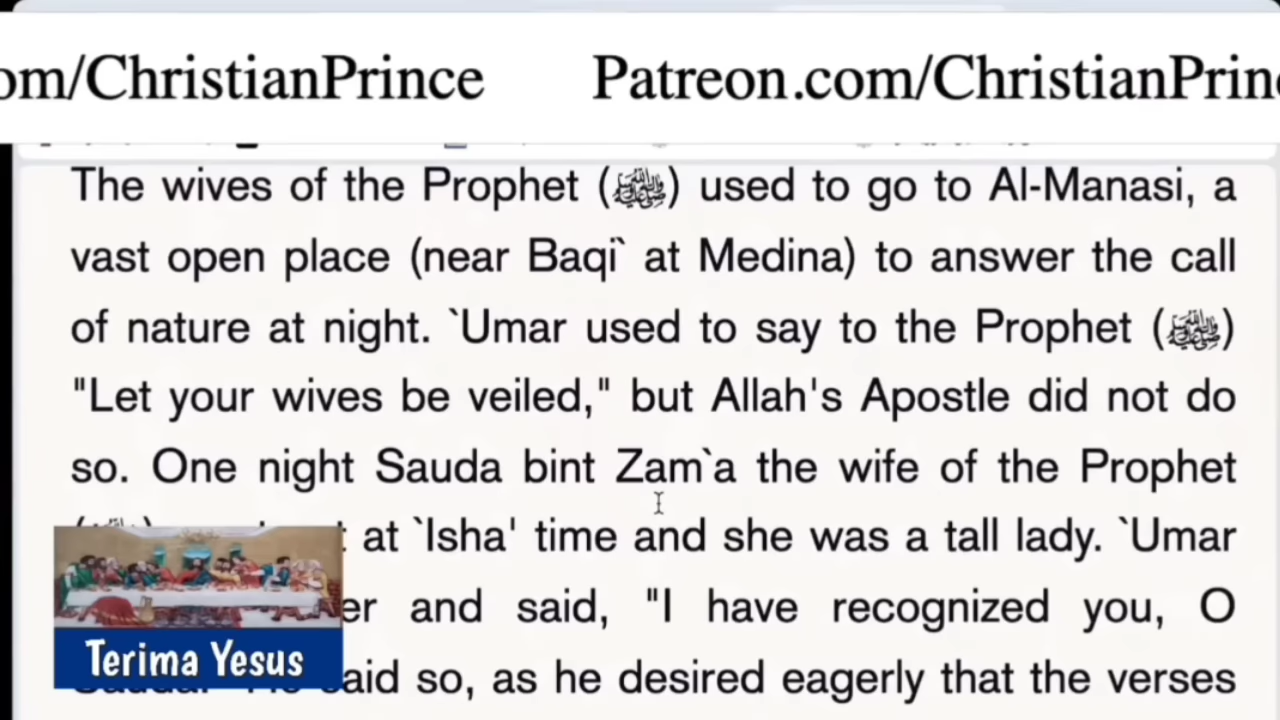 om/ChristianPrince Patreon.com/ChristianPrin
The wives of the Prophet (ﷺ) used to go to Al-Manasi, a
vast open place (near Baqi` at Medina) to answer the call
of nature at night. `Umar used to say to the Prophet (ﷺ)
"Let your wives be veiled," but Allah's Apostle did not do
so. One night Sauda bint Zam`a the wife of the Prophet
at `Isha' time and she was a tall lady. `Umar
er and said, "I have recognized you, O
said so, as he desired eagerly that the verses
Terima Yesus